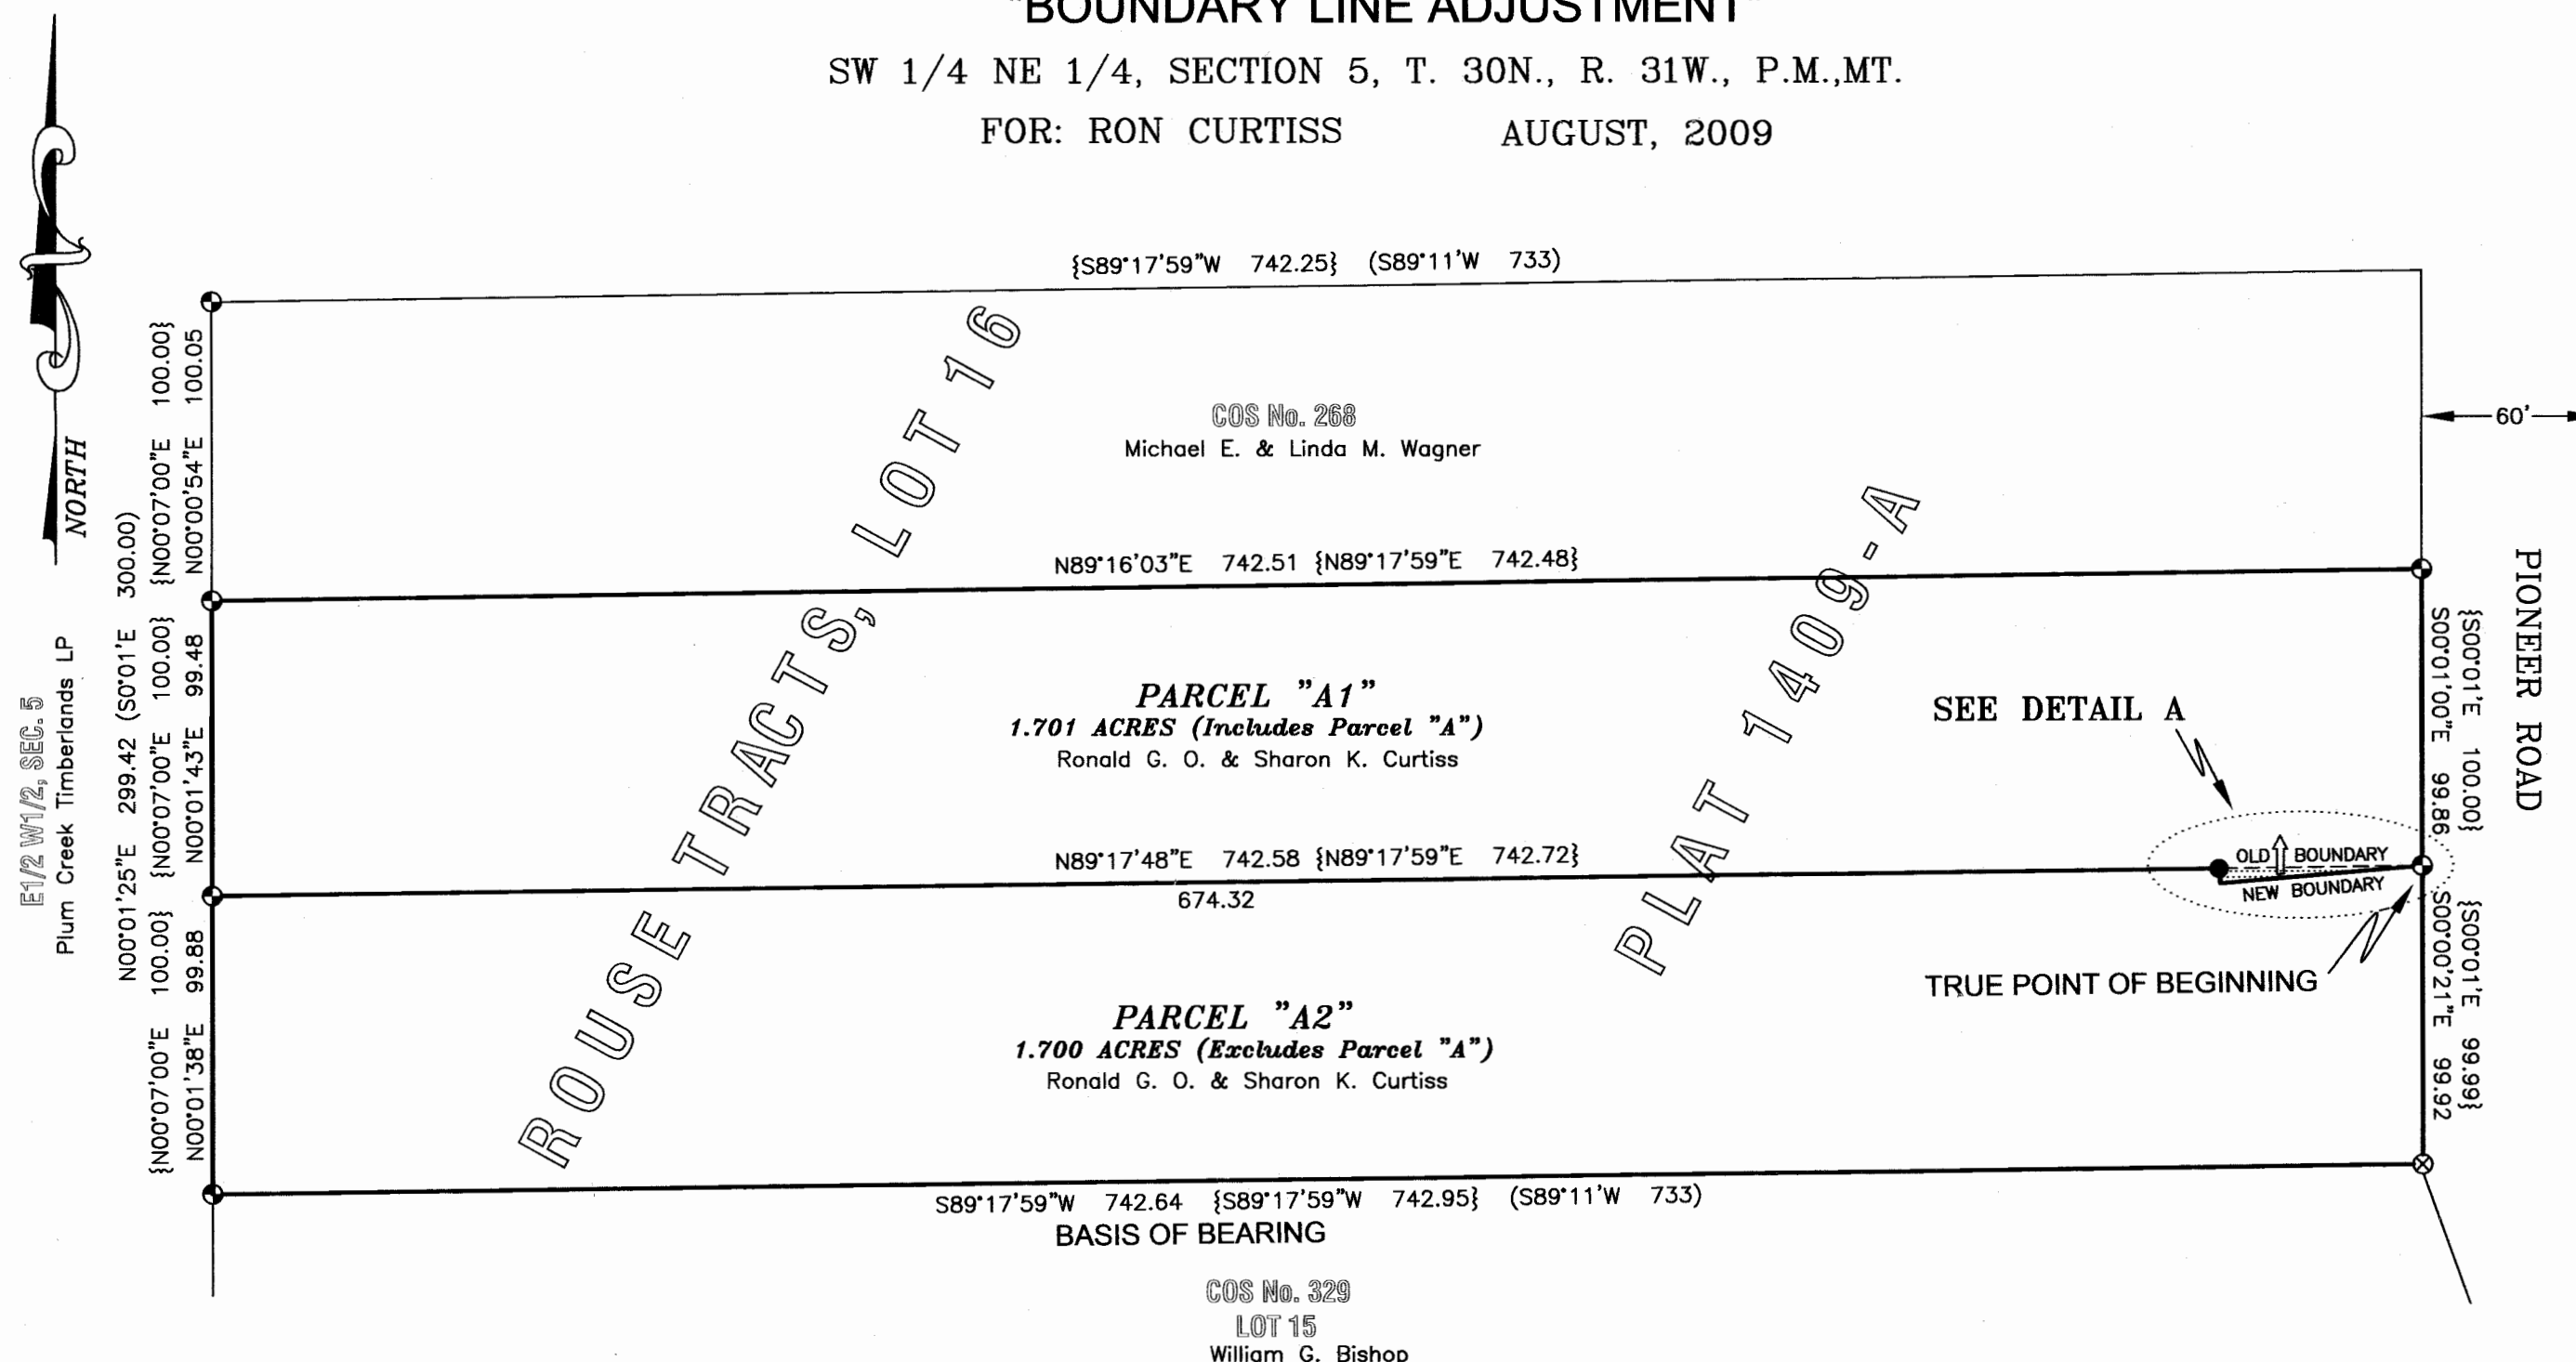 "BOUNDARY LINE ADJUSTMENT"
SW 1/4 NE 1/4, SECTION 5, T. 30N., R. 31W., P.M.,MT.
FOR: RON CURTISS AUGUST, 2009
NORTH
{S89°17'59"W 742.25} (S89°11'W 733)
{N00°07'00"E 100.00}
N00°00'54"E 100.05
COS No. 268
Michael E. & Linda M. Wagner
60'
PIONEER ROAD
N89°16'03"E 742.51 {N89°17'59"E 742.48}
E1/2 W1/2, SEC. 5
Plum Creek Timberlands LP
N00°01'25"E 299.42 (S0°01'E 300.00)
{N00°07'00"E 100.00}
N00°01'43"E 99.48
ROUSE TRACTS, LOT 16
PLAT 1409-A
PARCEL "A1"
1.701 ACRES (Includes Parcel "A")
Ronald G. O. & Sharon K. Curtiss
SEE DETAIL A
{S00°01'E 100.00}
S00°01'00"E 99.86
N89°17'48"E 742.58 {N89°17'59"E 742.72}
674.32
OLD BOUNDARY
NEW BOUNDARY
TRUE POINT OF BEGINNING
{N00°07'00"E 100.00}
N00°01'38"E 99.88
PARCEL "A2"
1.700 ACRES (Excludes Parcel "A")
Ronald G. O. & Sharon K. Curtiss
{S00°01'E 99.99}
S00°00'21"E 99.92
S89°17'59"W 742.64 {S89°17'59"W 742.95} (S89°11'W 733)
BASIS OF BEARING
COS No. 329
LOT 15
William G. Bishop